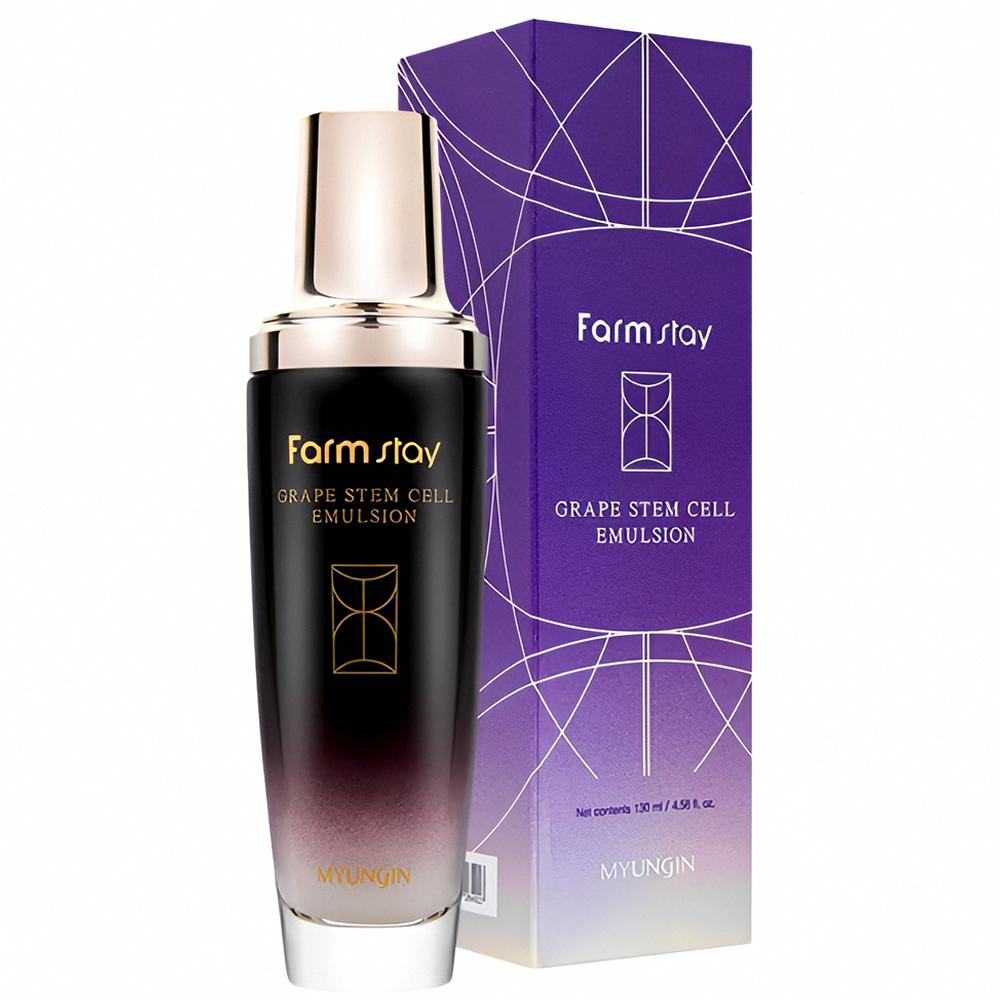 Farm stay
GRAPE STEM CELL
EMULSION
MYUNGIN
Farm stay
GRAPE STEM CELL
EMULSION
Net contents 130 ml / 4.58 fl. oz.
MYUNGIN